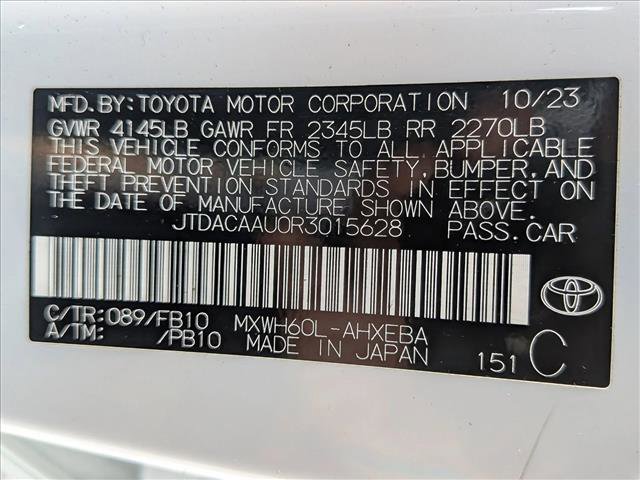 MFD. BY: TOYOTA MOTOR CORPORATION 10/23
GVWR 4145LB GAWR FR 2345LB RR 2270LB
THIS VEHICLE CONFORMS TO ALL APPLICABLE
FEDERAL MOTOR VEHICLE SAFETY, BUMPER, AND
THEFT PREVENTION STANDARDS IN EFFECT ON
THE DATE OF MANUFACTURE SHOWN ABOVE.
JTDACAAU0R3015628 PASS. CAR
C/TR: 089/FB10 MXWH60L-AHXEBA
A/TM: /PB10 MADE IN JAPAN 151 C